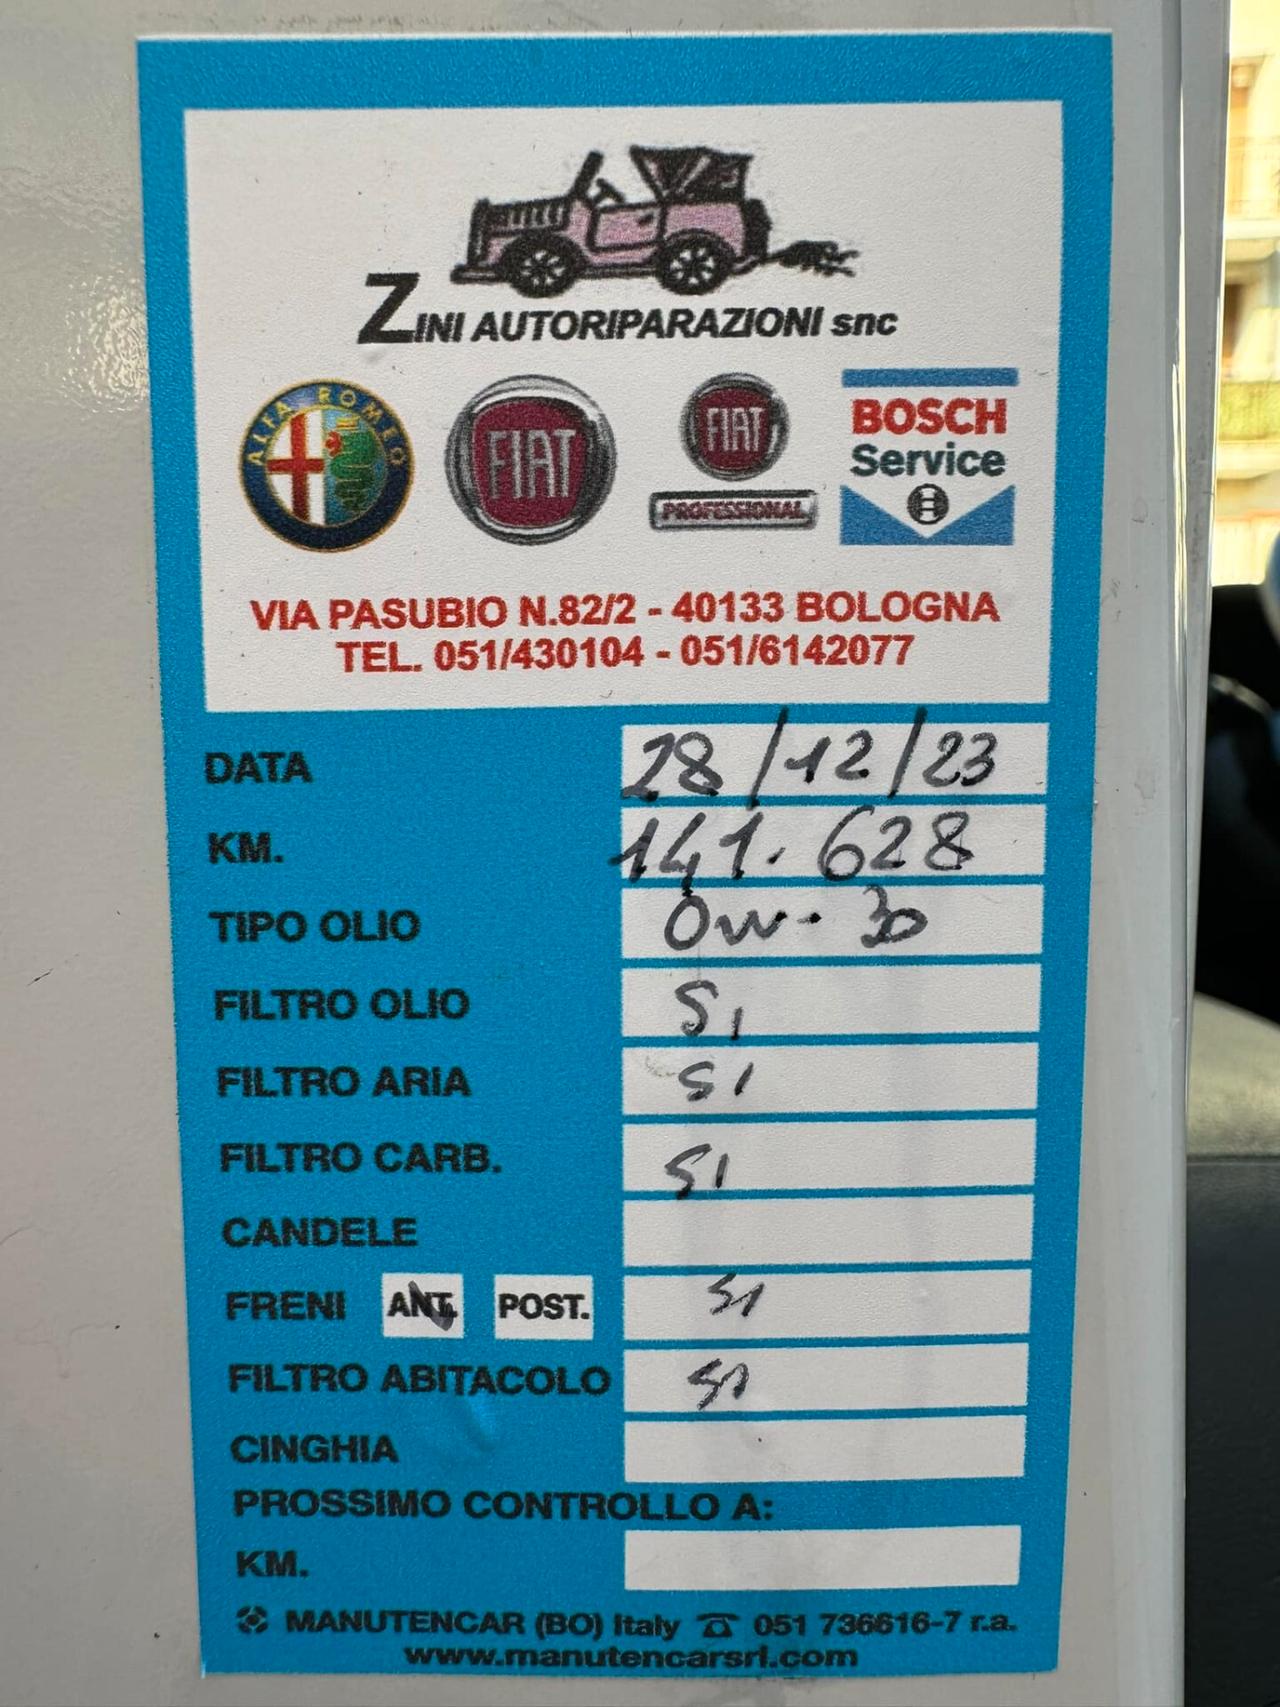 ZINI AUTORIPARAZIONI snc
ALFA ROMEO
FIAT
FIAT
PROFESSIONAL
BOSCH
Service
VIA PASUBIO N.82/2 - 40133 BOLOGNA
TEL. 051/430104 - 051/6142077
DATA 28/12/23
KM. 141.628
TIPO OLIO 0W-30
FILTRO OLIO SI
FILTRO ARIA SI
FILTRO CARB. SI
CANDELE
FRENI ANT. POST. SI
FILTRO ABITACOLO SI
CINGHIA
PROSSIMO CONTROLLO A:
KM.
MANUTENCAR (BO) Italy ☎ 051 736616-7 r.a.
www.manutencarsrl.com